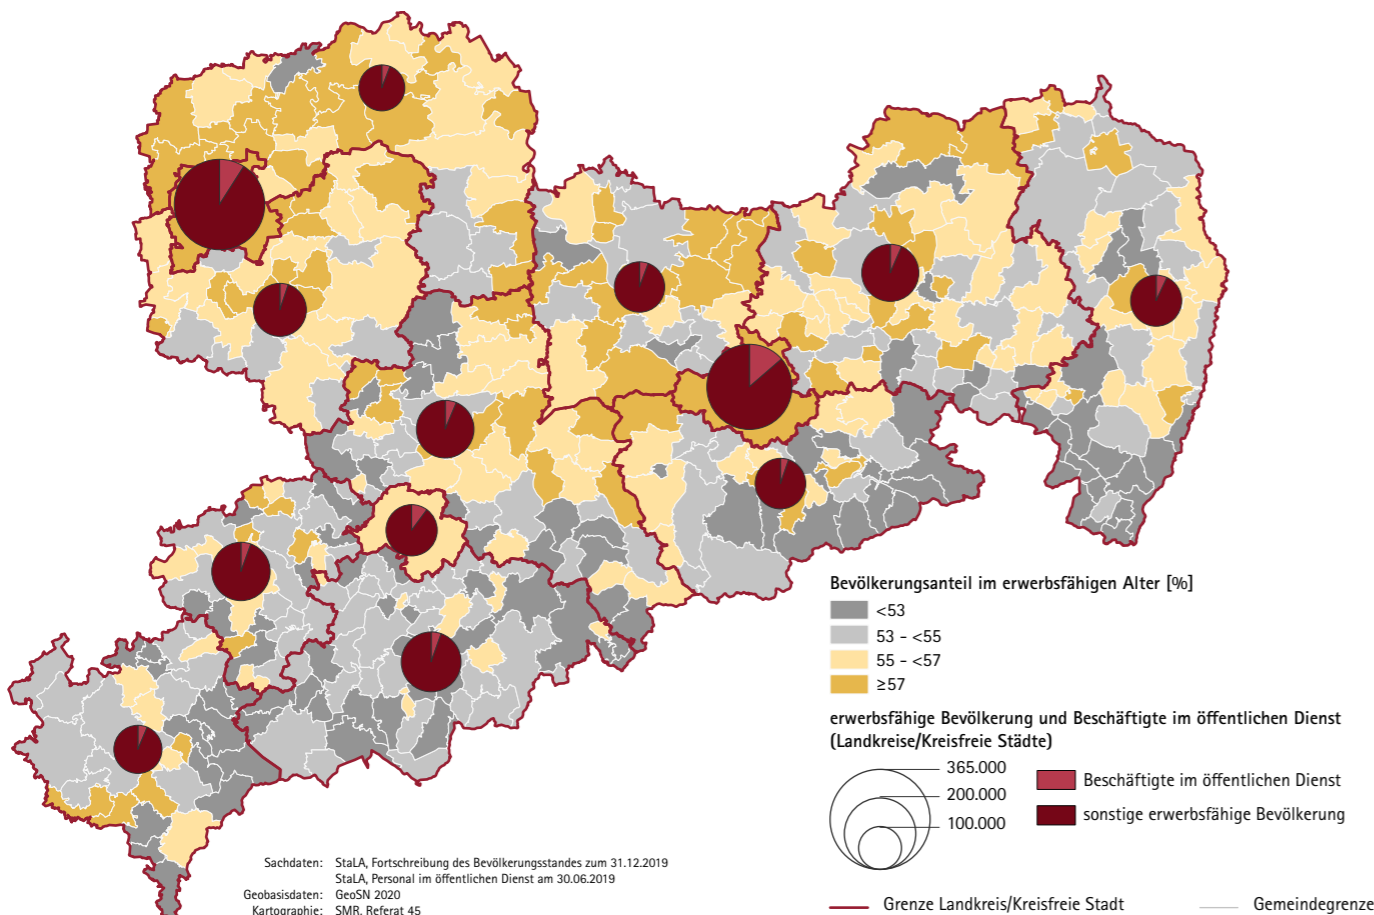 Bevölkerungsanteil im erwerbsfähigen Alter [%]
<53
53 - <55
55 - <57
≥57
erwerbsfähige Bevölkerung und Beschäftigte im öffentlichen Dienst
(Landkreise/Kreisfreie Städte)
365.000
200.000
100.000
Beschäftigte im öffentlichen Dienst
sonstige erwerbsfähige Bevölkerung
Sachdaten: StaLA, Fortschreibung des Bevölkerungsstandes zum 31.12.2019
StaLA, Personal im öffentlichen Dienst am 30.06.2019
Geobasisdaten: GeoSN 2020
Kartographie: SMR, Referat 45
Grenze Landkreis/Kreisfreie Stadt
Gemeindegrenze